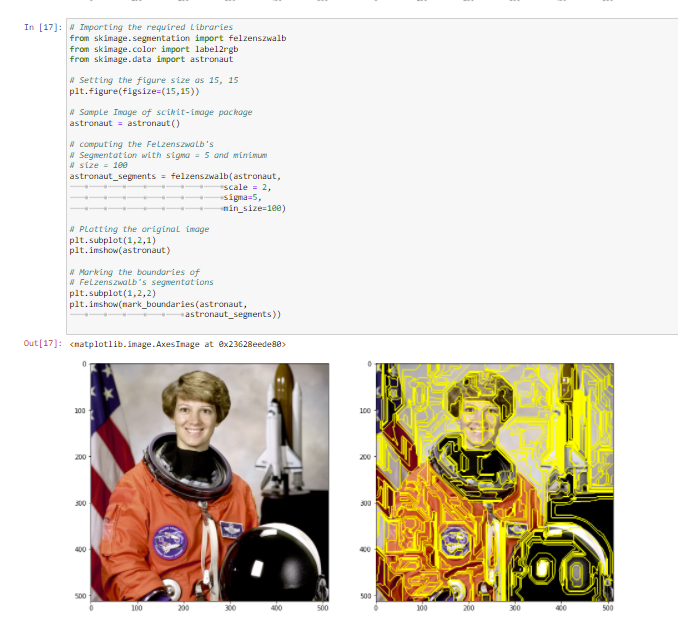 In [17]: # Importing the required Libraries
from skimage.segmentation import felzenszwalb
from skimage.color import label2rgb
from skimage.data import astronaut
# Setting the figure size as 15, 15
plt.figure(figsize=(15,15))
# Sample Image of scikit-image package
astronaut = astronaut()
# computing the Felzenszwalb's
# Segmentation with sigma = 5 and minimum
# size = 100
astronaut_segments = felzenszwalb(astronaut,
scale = 2,
sigma=5,
min_size=100)
# Plotting the original image
plt.subplot(1,2,1)
plt.imshow(astronaut)
# Marking the boundaries of
# Felzenszwalb's segmentations
plt.subplot(1,2,2)
plt.imshow(mark_boundaries(astronaut,
astronaut_segments))
Out[17]: <matplotlib.image.AxesImage at 0x23628eede80>
0
100
200
300
400
500
0 100 200 300 400 500
0
100
200
300
400
500
0 100 200 300 400 500